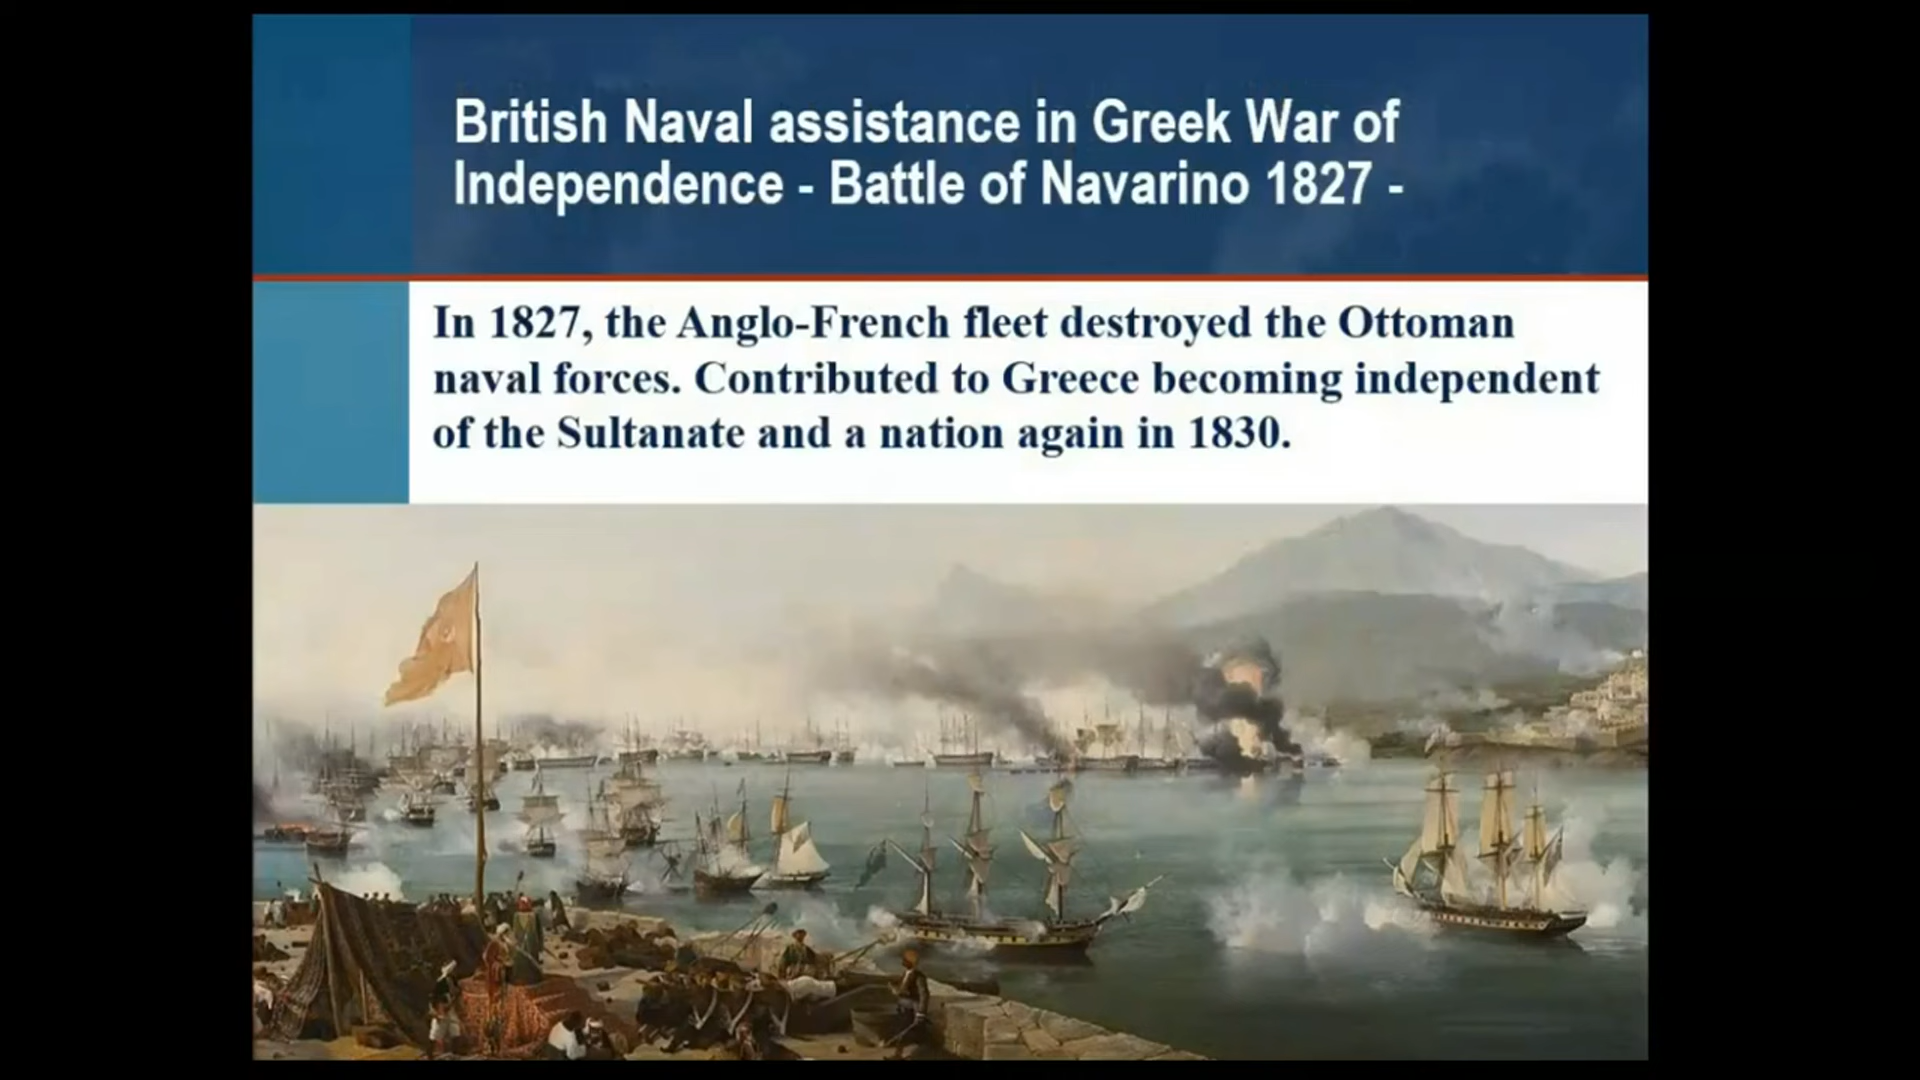 British Naval assistance in Greek War of
Independence - Battle of Navarino 1827 -
In 1827, the Anglo-French fleet destroyed the Ottoman
naval forces. Contributed to Greece becoming independent
of the Sultanate and a nation again in 1830.